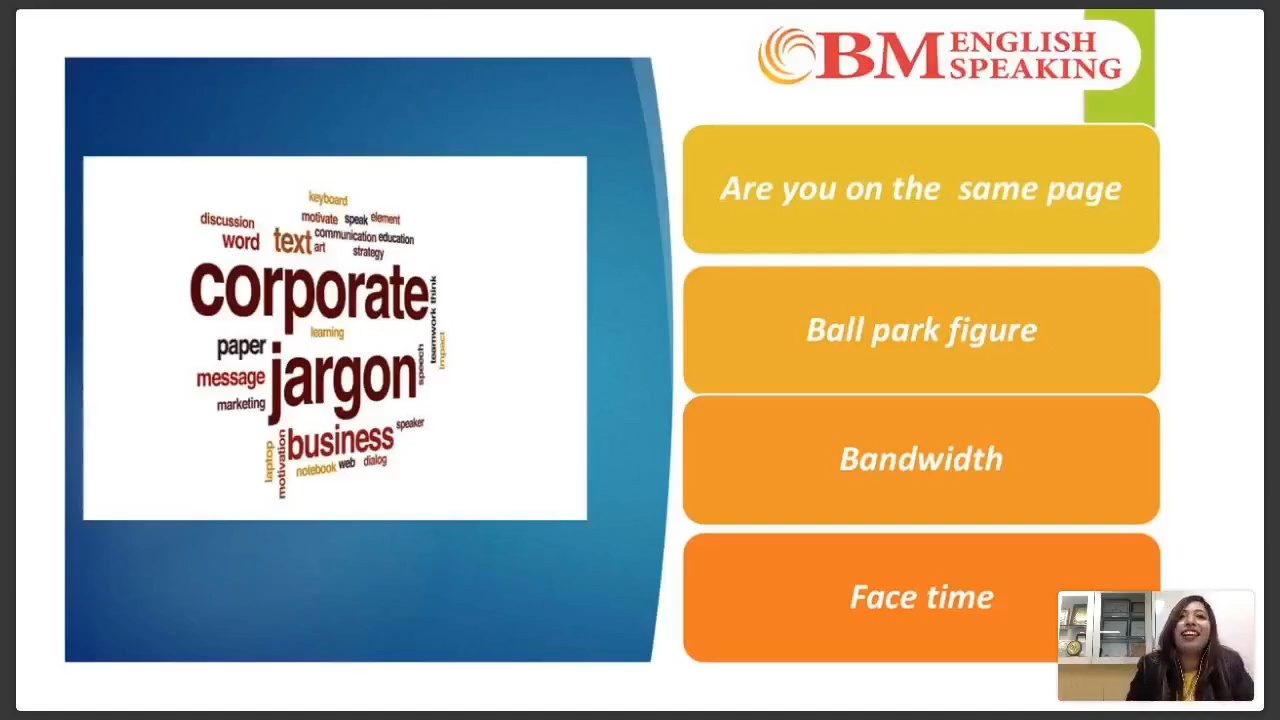 BM ENGLISH
SPEAKING
Are you on the same page
Ball park figure
Bandwidth
Face time
keyboard
discussion motivate speak element
word text communication education
art strategy
corporate
teamwork think
learning
paper
impact
speech
jargon
message
marketing
business
speaker
laptop
motivation
notebook web dialog